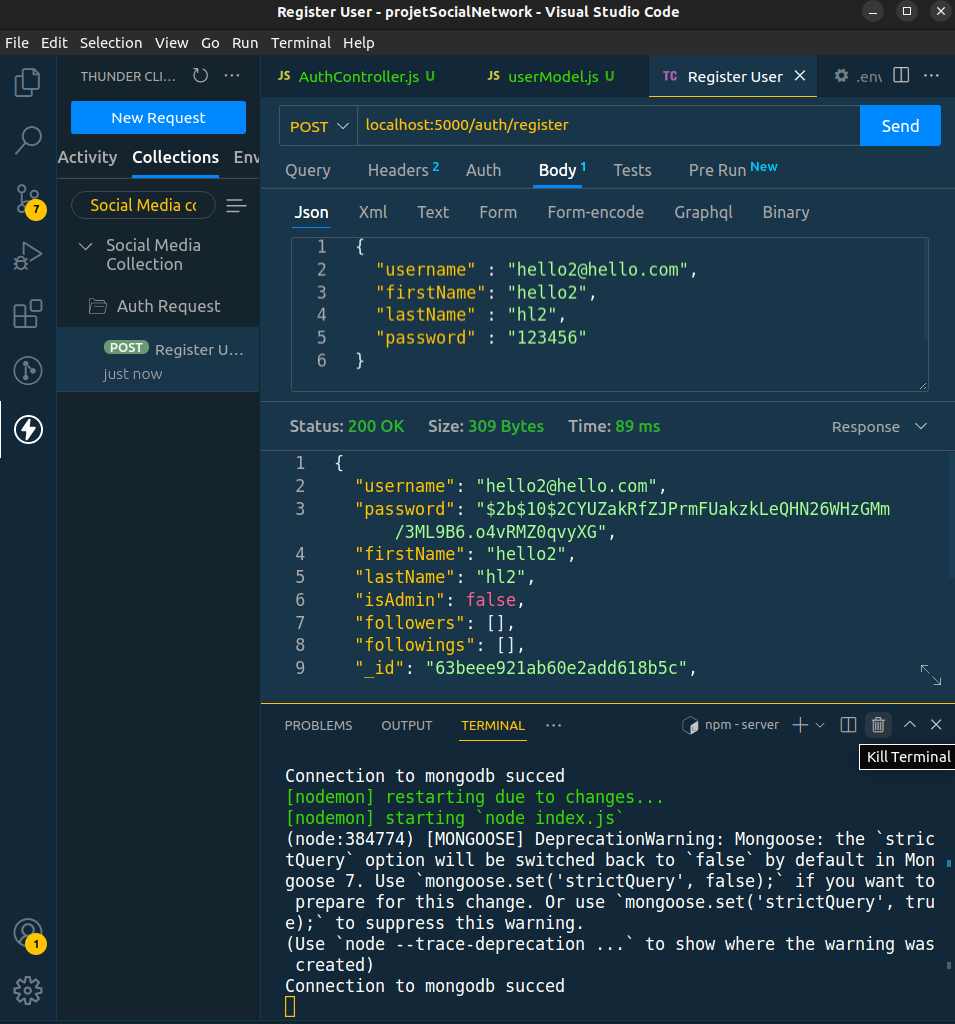 Register User - projetSocialNetwork - Visual Studio Code
File Edit Selection View Go Run Terminal Help
THUNDER CLI... ···
JS AuthController.js U JS userModel.js U TC Register User × .env ···
New Request
Activity Collections Env
Social Media co
Social Media
Collection
Auth Request
POST Register U...
just now
7
1
POST localhost:5000/auth/register Send
Query Headers 2 Auth Body 1 Tests Pre Run New
Json Xml Text Form Form-encode Graphql Binary
1 {
2 "username" : "hello2@hello.com",
3 "firstName": "hello2",
4 "lastName" : "hl2",
5 "password" : "123456"
6 }
Status: 200 OK Size: 309 Bytes Time: 89 ms Response
1 {
2 "username": "hello2@hello.com",
3 "password": "$2b$10$2CYUZakRfZJPrmFUakzkLeQHN26WHzGMm
/3ML9B6.o4vRMZ0qvyXG",
4 "firstName": "hello2",
5 "lastName": "hl2",
6 "isAdmin": false,
7 "followers": [],
8 "followings": [],
9 "_id": "63beee921ab60e2add618b5c",
PROBLEMS OUTPUT TERMINAL ··· npm - server
Kill Terminal
Connection to mongodb succed
[nodemon] restarting due to changes...
[nodemon] starting `node index.js`
(node:384774) [MONGOOSE] DeprecationWarning: Mongoose: the `stric
tQuery` option will be switched back to `false` by default in Mon
goose 7. Use `mongoose.set('strictQuery', false);` if you want to
prepare for this change. Or use `mongoose.set('strictQuery', tru
e);` to suppress this warning.
(Use `node --trace-deprecation ...` to show where the warning was
created)
Connection to mongodb succed